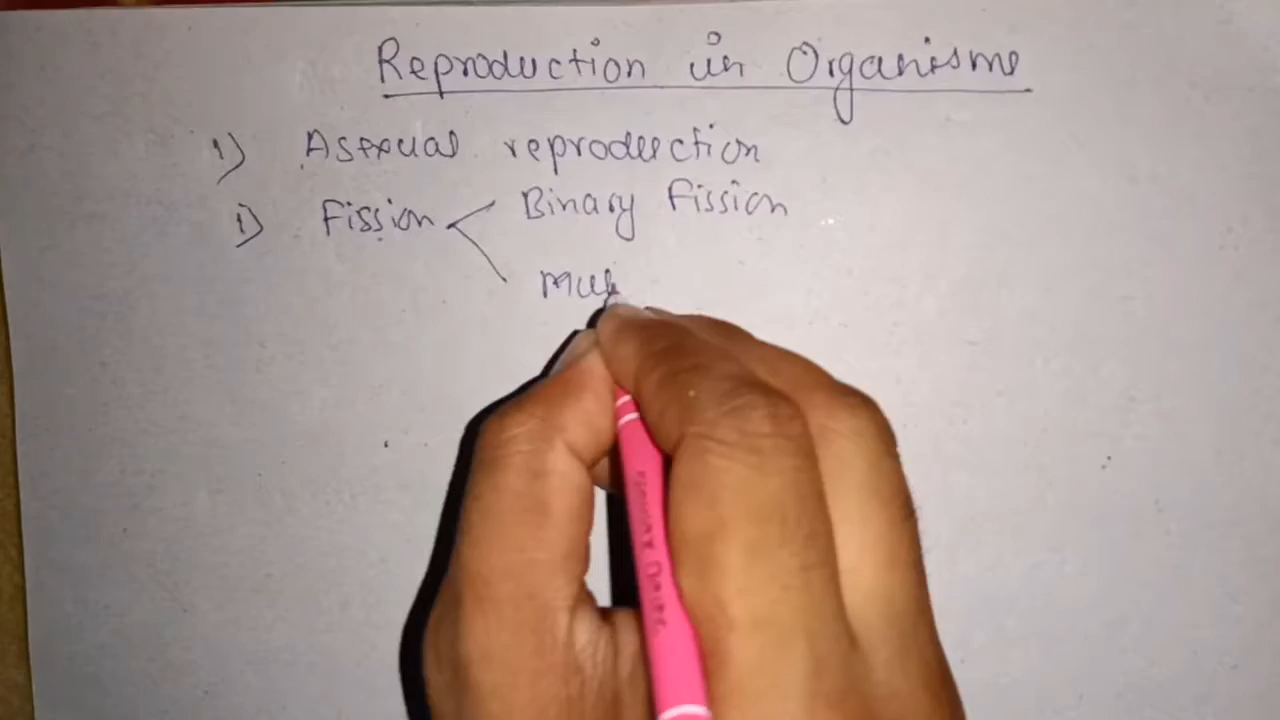 Reproduction in Organisms
1) Asexual reproduction
1) Fission < Binary Fission
Mul